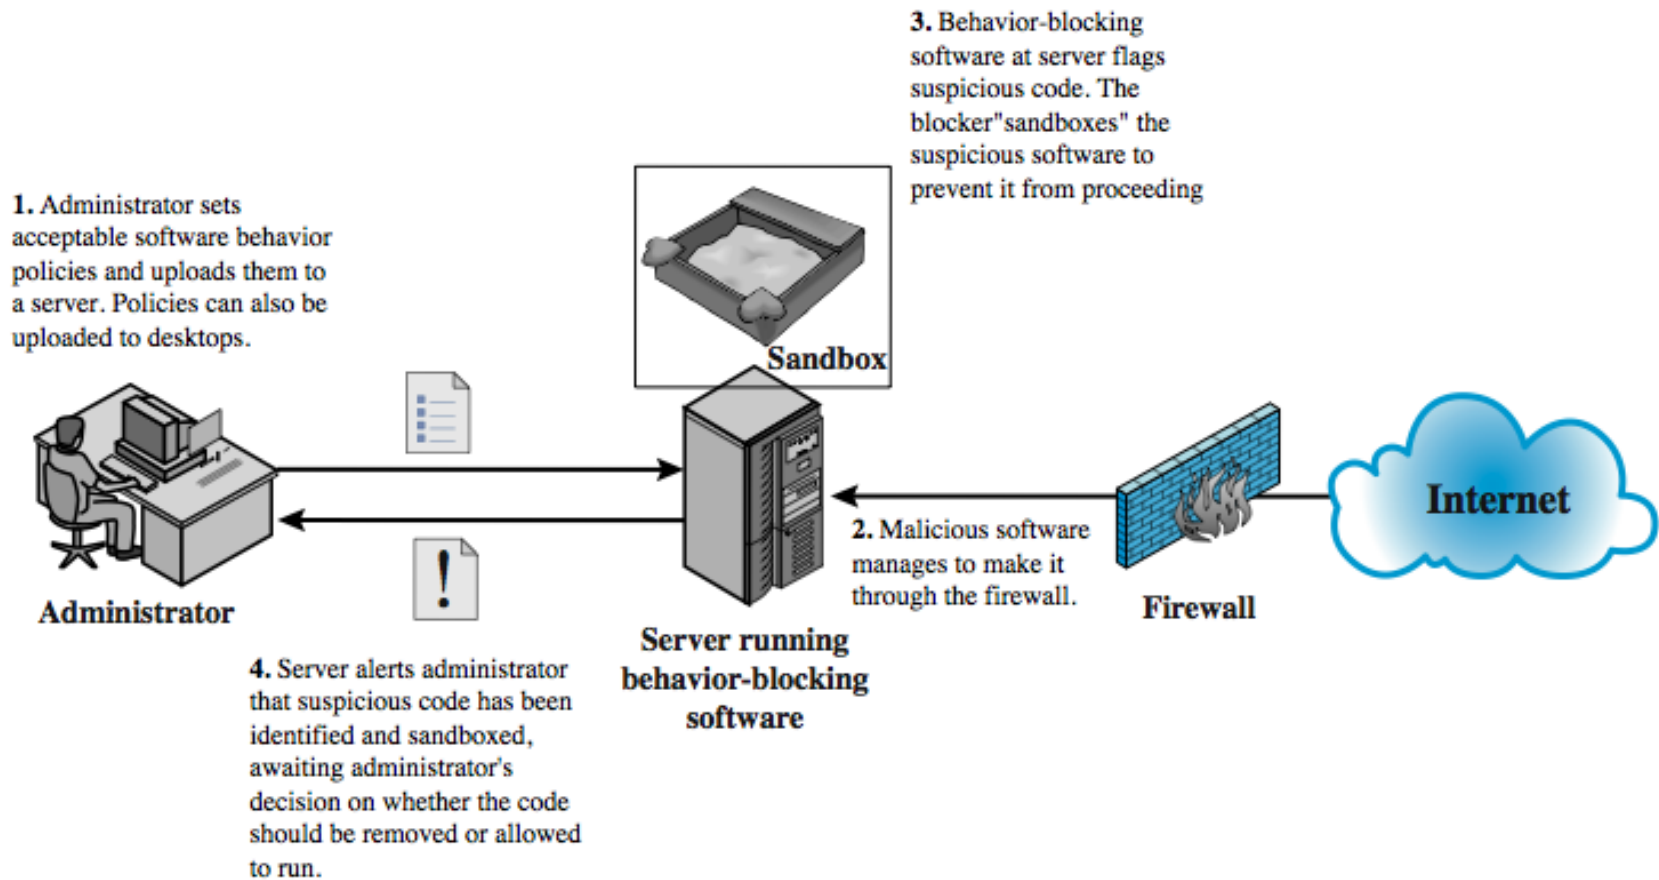 3. Behavior-blocking
software at server flags
suspicious code. The
blocker"sandboxes" the
suspicious software to
prevent it from proceeding
1. Administrator sets
acceptable software behavior
policies and uploads them to
a server. Policies can also be
uploaded to desktops.
Sandbox
Internet
2. Malicious software
manages to make it
through the firewall.
Administrator
Firewall
Server running
behavior-blocking
software
4. Server alerts administrator
that suspicious code has been
identified and sandboxed,
awaiting administrator's
decision on whether the code
should be removed or allowed
to run.